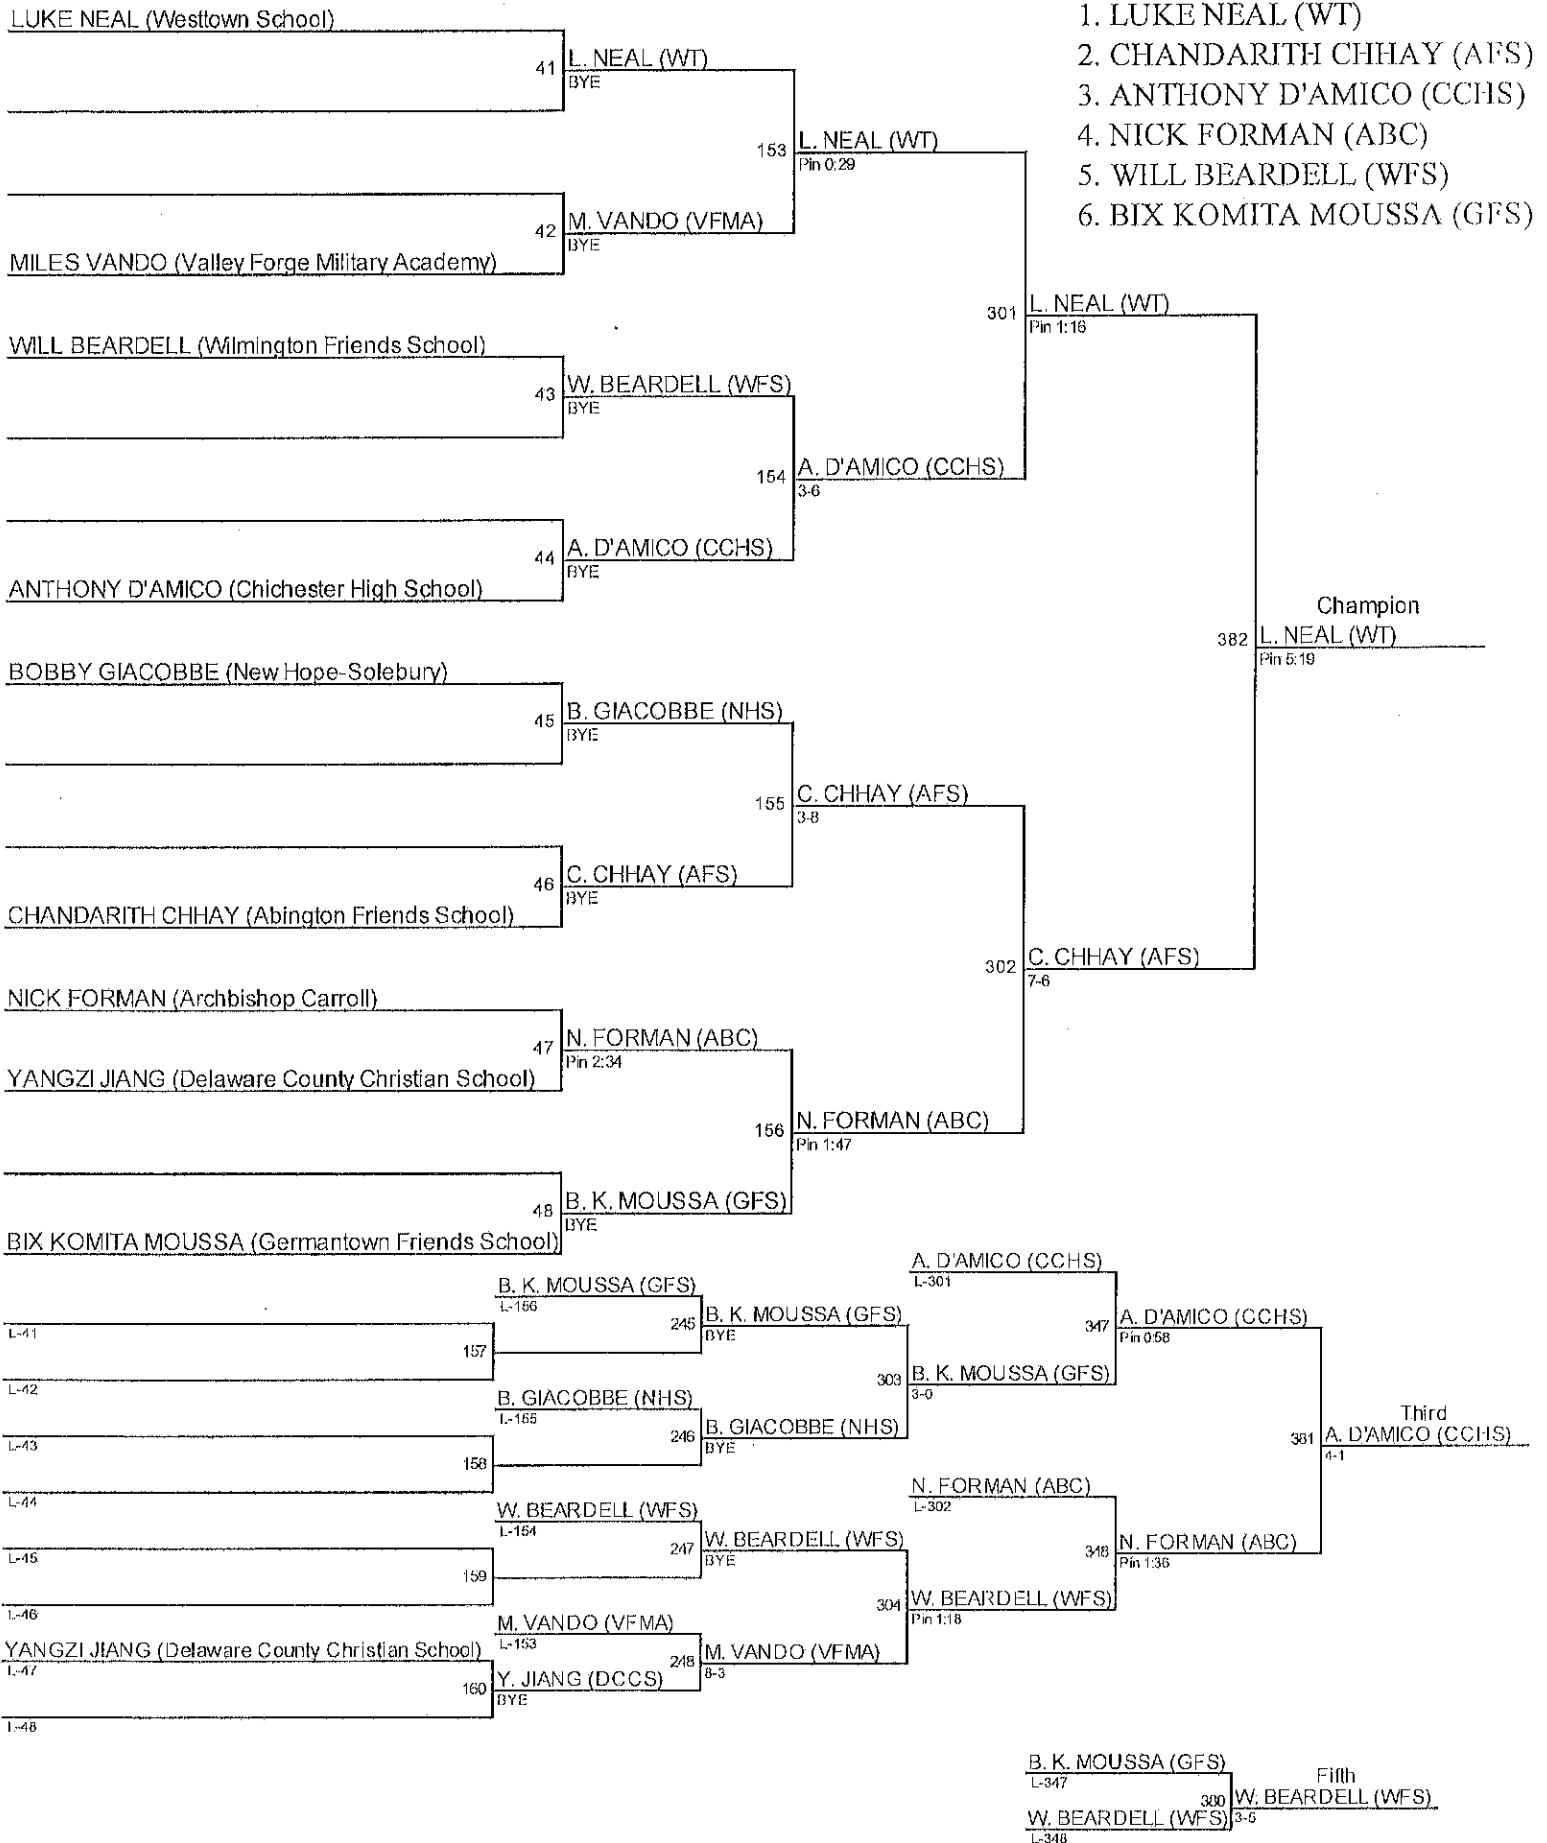 LUKE NEAL (Westtown School)
41
L. NEAL (WT)
BYE
153
L. NEAL (WT)
Pin 0:29
42
M. VANDO (VFMA)
BYE
MILES VANDO (Valley Forge Military Academy)
WILL BEARDELL (Wilmington Friends School)
43
W. BEARDELL (WFS)
BYE
154
A. D'AMICO (CCHS)
3-6
44
A. D'AMICO (CCHS)
BYE
ANTHONY D'AMICO (Chichester High School)
301
L. NEAL (WT)
Pin 1:16
1. LUKE NEAL (WT)
2. CHANDARITH CHHAY (AFS)
3. ANTHONY D'AMICO (CCHS)
4. NICK FORMAN (ABC)
5. WILL BEARDELL (WFS)
6. BIX KOMITA MOUSSA (GFS)
Champion
382
L. NEAL (WT)
Pin 5:19
BOBBY GIACOBBE (New Hope-Solebury)
45
B. GIACOBBE (NHS)
BYE
155
C. CHHAY (AFS)
3-8
46
C. CHHAY (AFS)
BYE
CHANDARITH CHHAY (Abington Friends School)
302
C. CHHAY (AFS)
7-6
NICK FORMAN (Archbishop Carroll)
47
N. FORMAN (ABC)
Pin 2:34
YANGZI JIANG (Delaware County Christian School)
156
N. FORMAN (ABC)
Pin 1:47
48
B. K. MOUSSA (GFS)
BYE
BIX KOMITA MOUSSA (Germantown Friends School)
L-41
157
L-42
B. K. MOUSSA (GFS)
L-156
245
B. K. MOUSSA (GFS)
BYE
L-43
158
L-44
B. GIACOBBE (NHS)
L-155
246
B. GIACOBBE (NHS)
BYE
303
B. K. MOUSSA (GFS)
3-0
A. D'AMICO (CCHS)
L-301
347
A. D'AMICO (CCHS)
Pin 0:58
L-45
159
L-46
W. BEARDELL (WFS)
L-154
247
W. BEARDELL (WFS)
BYE
YANGZI JIANG (Delaware County Christian School)
L-47
160
L-48
M. VANDO (VFMA)
L-153
Y. JIANG (DCCS)
BYE
248
M. VANDO (VFMA)
8-3
304
W. BEARDELL (WFS)
Pin 1:18
N. FORMAN (ABC)
L-302
348
N. FORMAN (ABC)
Pin 1:36
Third
381
A. D'AMICO (CCHS)
4-1
B. K. MOUSSA (GFS)
L-347
W. BEARDELL (WFS)
L-348
Fifth
380
W. BEARDELL (WFS)
3-5